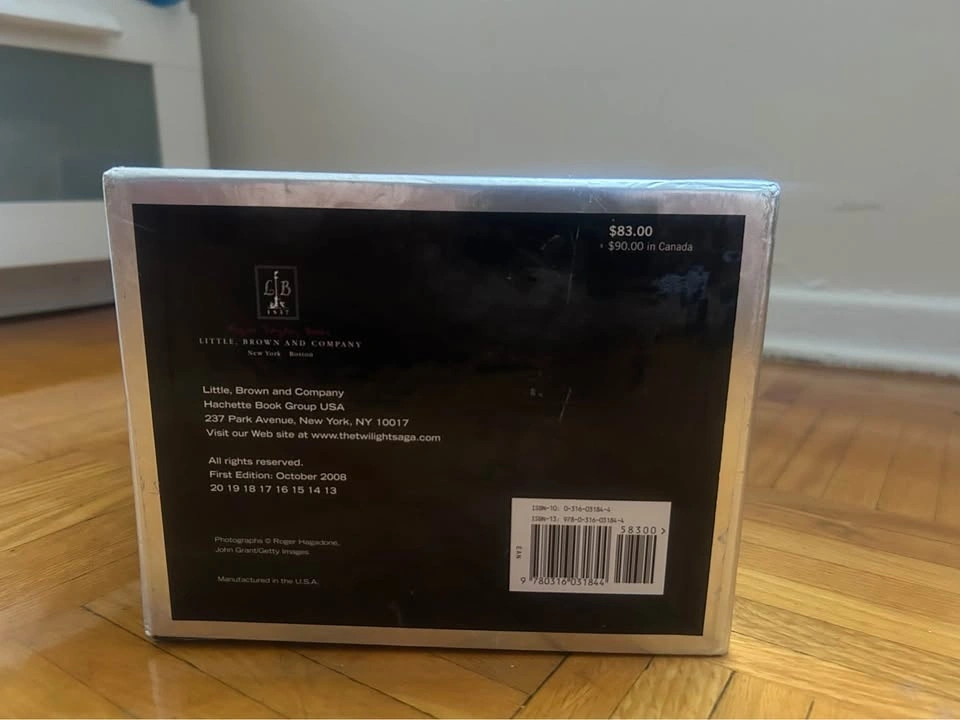 $83.00
$90.00 in Canada
L B
1837
LITTLE, BROWN AND COMPANY
New York Boston
Little, Brown and Company
Hachette Book Group USA
237 Park Avenue, New York, NY 10017
Visit our Web site at www.thetwilightsaga.com
All rights reserved.
First Edition: October 2008
20 19 18 17 16 15 14 13
Photographs © Roger Hagadone,
John Grant/Getty Images
Manufactured in the U.S.A.
ISBN-10: 0-316-03184-4
ISBN-13: 978-0-316-03184-4
58300>
EAN
9 780316 031844